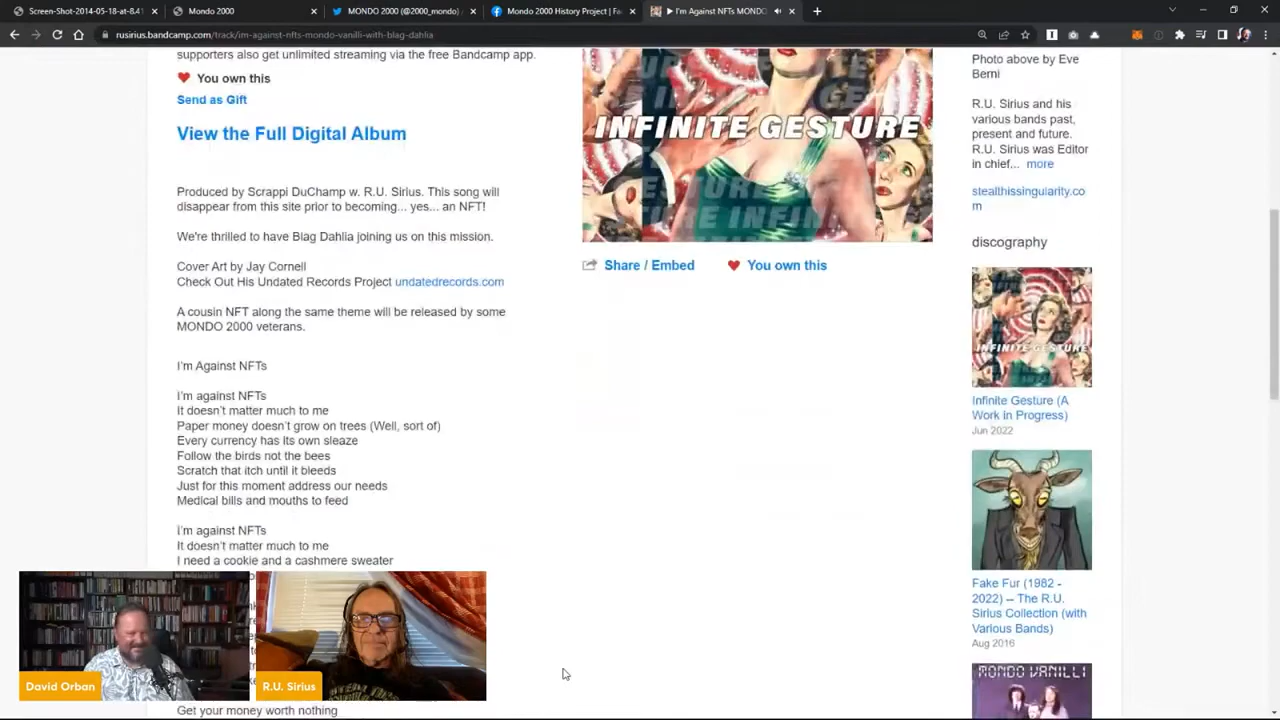 Screen-Shot-2014-05-18-at-8.41
Mondo 2000
MONDO 2000 (@2000_mondo)
Mondo 2000 History Project | Fa
I'm Against NFTs MONDO
rusirius.bandcamp.com/track/im-against-nfts-mondo-vanilli-with-blag-dahlia
supporters also get unlimited streaming via the free Bandcamp app.
You own this
Send as Gift
View the Full Digital Album
Produced by Scrappi DuChamp w. R.U. Sirius. This song will
disappear from this site prior to becoming... yes... an NFT!
We're thrilled to have Blag Dahlia joining us on this mission.
Cover Art by Jay Cornell
Check Out His Undated Records Project undatedrecords.com
A cousin NFT along the same theme will be released by some
MONDO 2000 veterans.
I'm Against NFTs
I'm against NFTs
It doesn't matter much to me
Paper money doesn't grow on trees (Well, sort of)
Every currency has its own sleaze
Follow the birds not the bees
Scratch that itch until it bleeds
Just for this moment address our needs
Medical bills and mouths to feed
I'm against NFTs
It doesn't matter much to me
I need a cookie and a cashmere sweater
Get your money worth nothing
INFINITE GESTURE
Share / Embed
You own this
Photo above by Eve
Berni
R.U. Sirius and his
various bands past,
present and future.
R.U. Sirius was Editor
in chief... more
stealthissingularity.co
m
discography
INFINITE GESTURE
Infinite Gesture (A
Work in Progress)
Jun 2022
Fake Fur (1982 -
2022) -- The R.U.
Sirius Collection (with
Various Bands)
Aug 2016
MONDO VANILLI
David Orban
R.U. Sirius